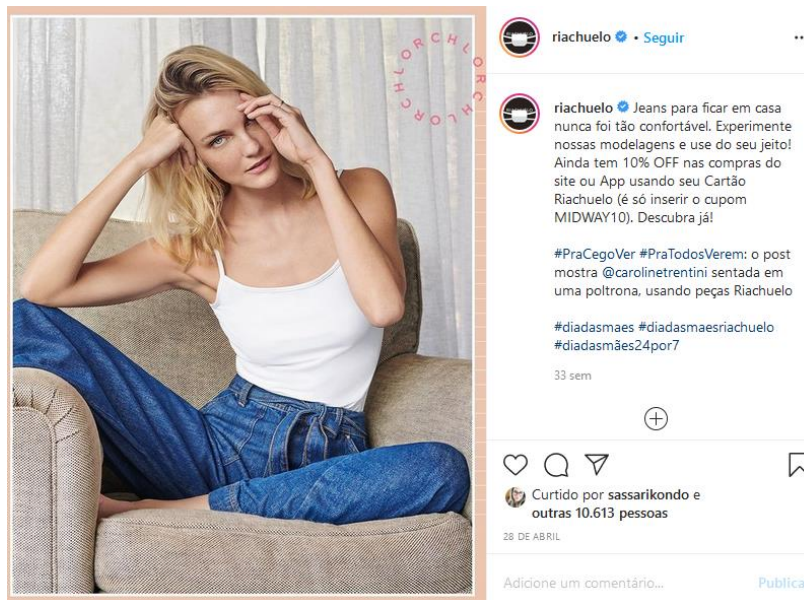 RCHLO RCHLO RCHLO
riachuelo • Seguir
riachuelo Jeans para ficar em casa
nunca foi tão confortável. Experimente
nossas modelagens e use do seu jeito!
Ainda tem 10% OFF nas compras do
site ou App usando seu Cartão
Riachuelo (é só inserir o cupom
MIDWAY10). Descubra já!
#PraCegoVer #PraTodosVerem: o post
mostra @carolinetrentini sentada em
uma poltrona, usando peças Riachuelo
#diadasmaes #diadasmaesriachuelo
#diadasmães24por7
33 sem
Curtido por sassarikondo e
outras 10.613 pessoas
28 DE ABRIL
Adicione um comentário...
Publica